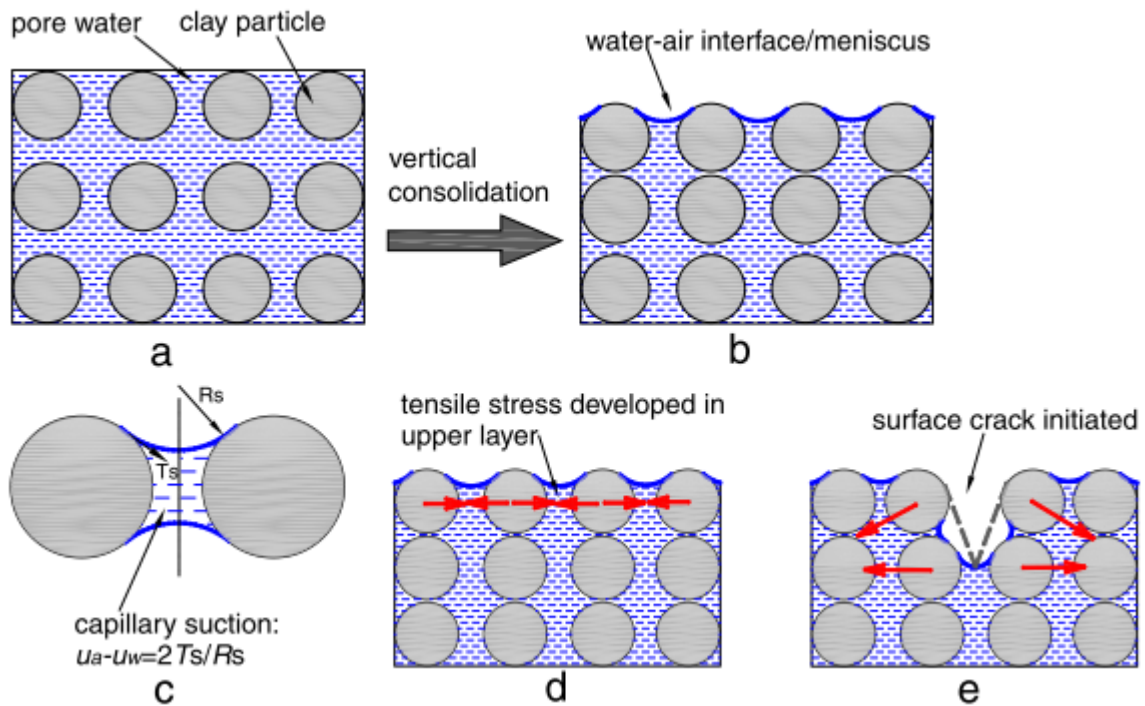 pore water
clay particle
a
vertical
consolidation
water-air interface/meniscus
b
Rs
Ts
capillary suction:
ua-uw=2Ts/Rs
c
tensile stress developed in
upper layer
d
surface crack initiated
e